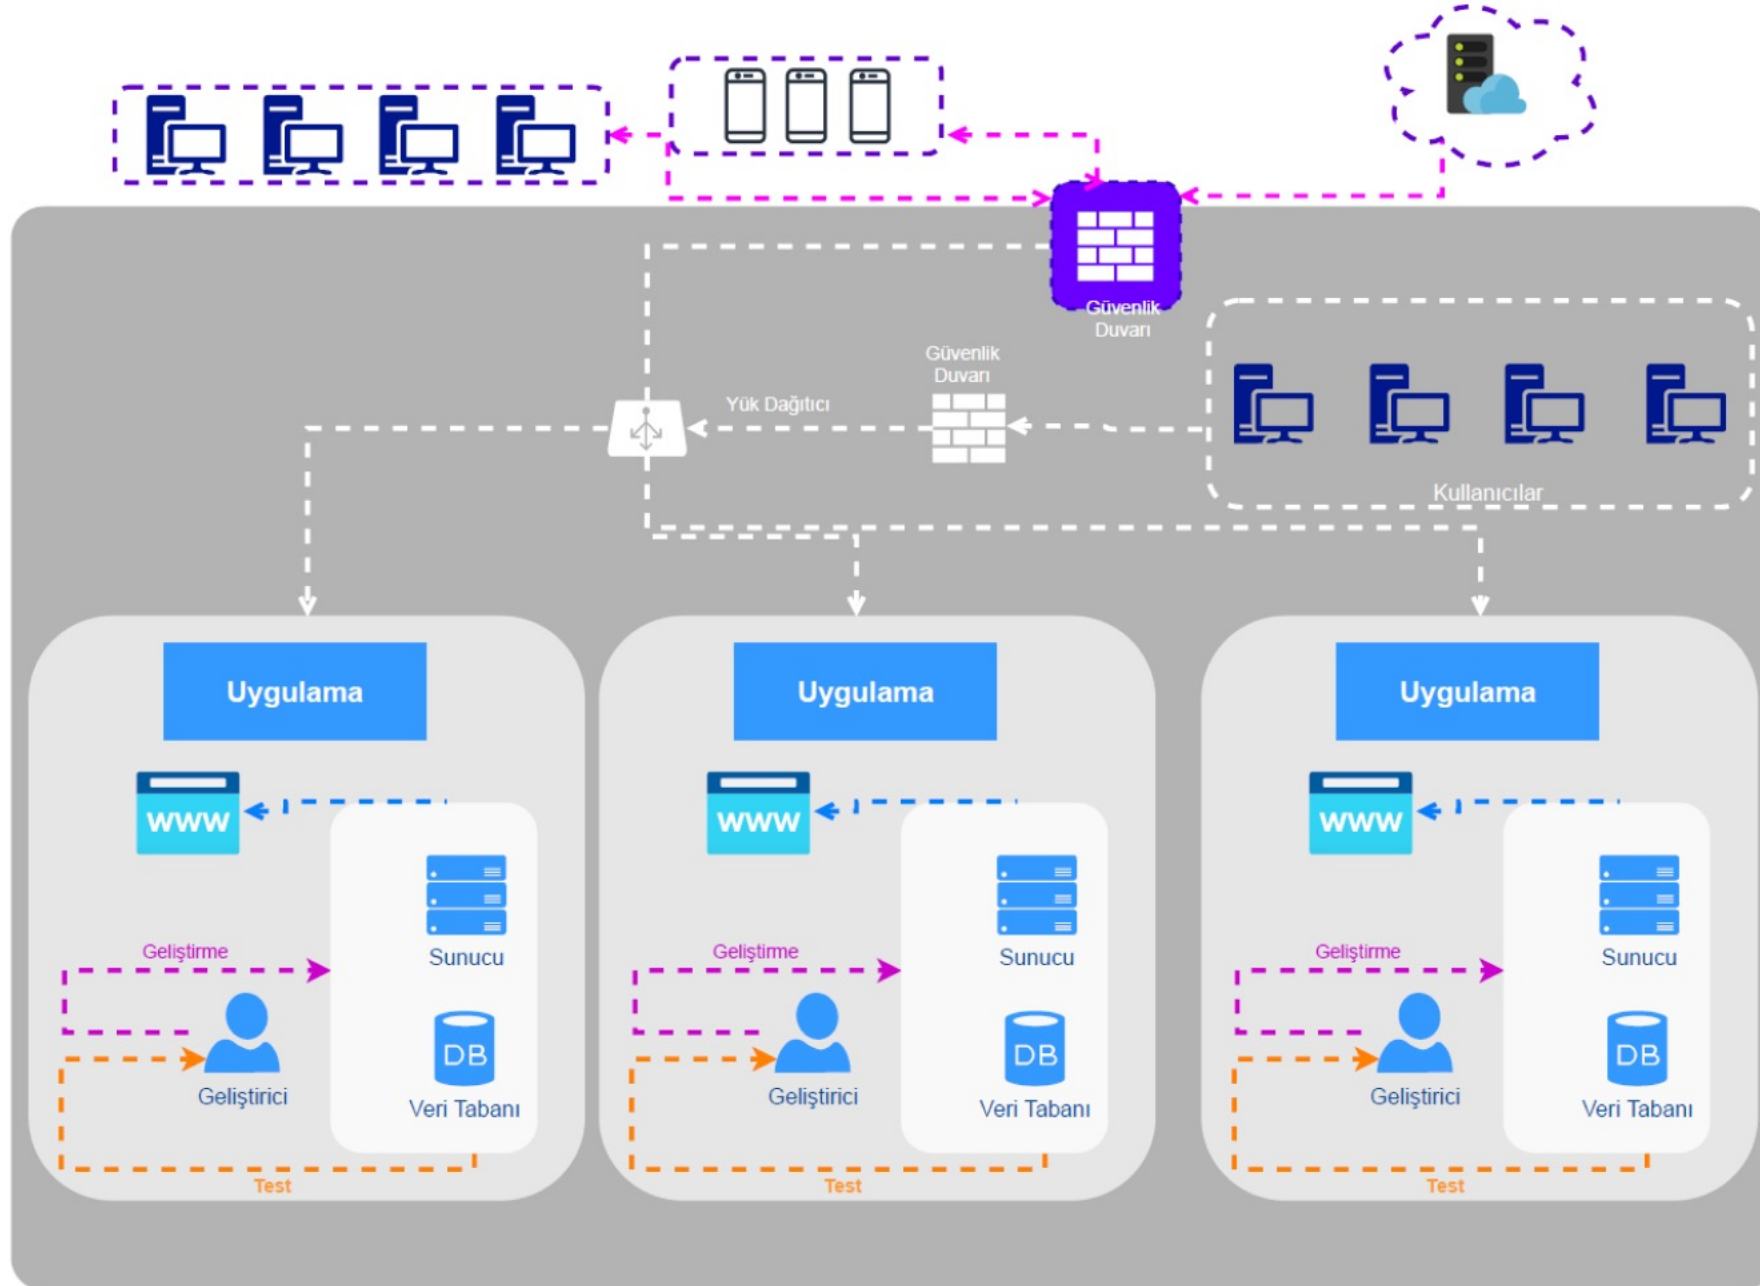 Güvenlik
Duvarı
Güvenlik
Duvarı
Yük Dağıtıcı
Kullanıcılar
Uygulama
Uygulama
Uygulama
WWW
WWW
WWW
Geliştirme
Sunucu
Geliştirme
Sunucu
Geliştirme
Sunucu
DB
DB
DB
Geliştirici
Veri Tabanı
Geliştirici
Veri Tabanı
Geliştirici
Veri Tabanı
Test
Test
Test